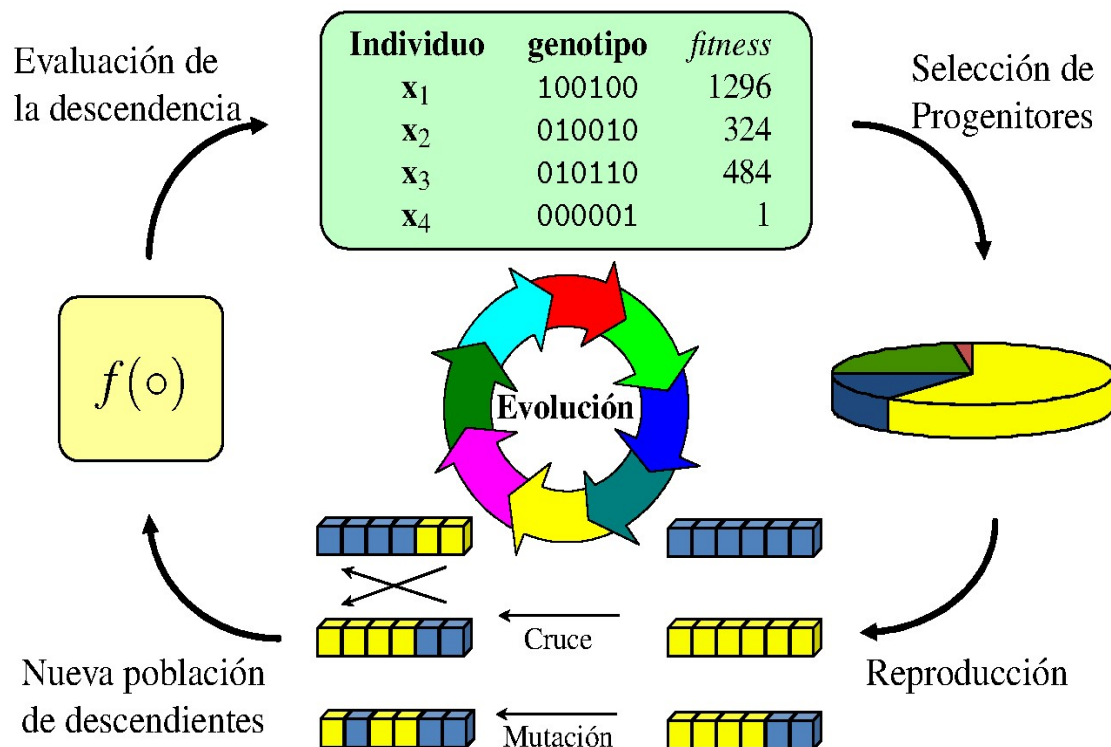 Individuo genotipo fitness
x1 100100 1296
x2 010010 324
x3 010110 484
x4 000001 1
Evaluación de
la descendencia
Selección de
Progenitores
f(∘)
Evolución
Cruce
Reproducción
Nueva población
de descendientes
Mutación